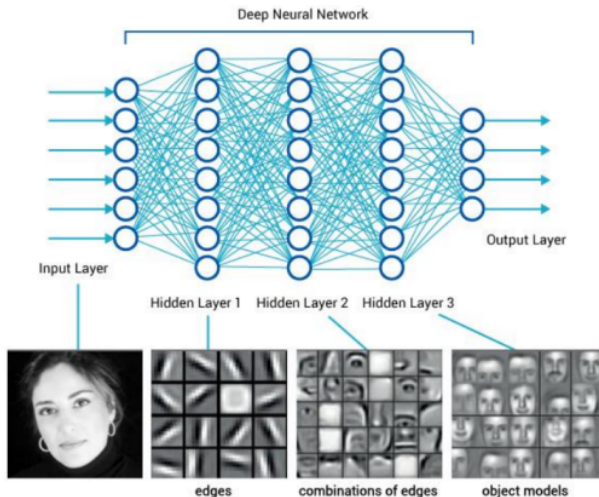 Deep Neural Network
Input Layer
Output Layer
Hidden Layer 1
Hidden Layer 2
Hidden Layer 3
edges
combinations of edges
object models